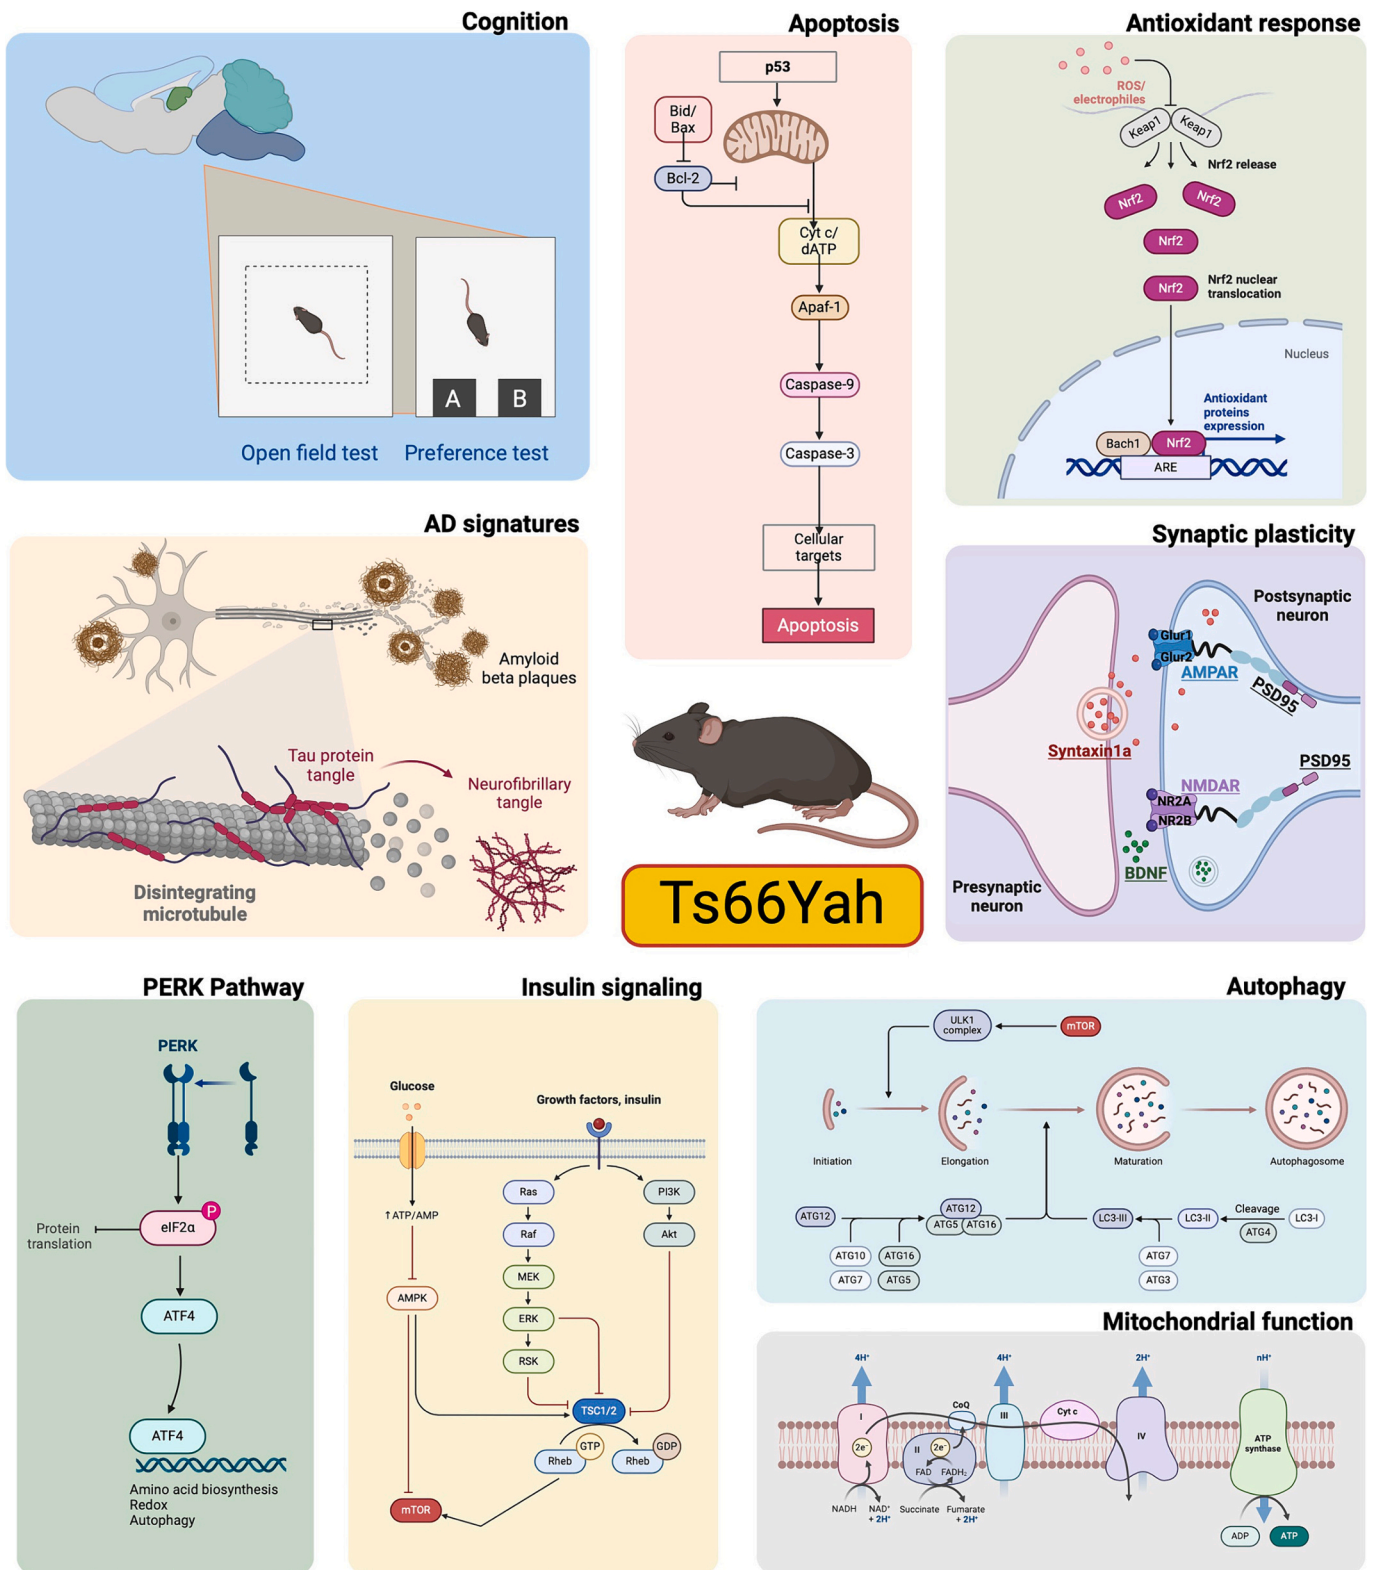 Cognition
A
B
Open field test
Preference test
Apoptosis
p53
Bid/
Bax
Bcl-2
Cyt c/
dATP
Apaf-1
Caspase-9
Caspase-3
Cellular
targets
Apoptosis
Antioxidant response
ROS/
electrophiles
Keap1
Keap1
Nrf2 release
Nrf2
Nrf2
Nrf2
Nrf2
Nrf2 nuclear
translocation
Nucleus
Antioxidant
proteins
expression
Bach1
Nrf2
ARE
AD signatures
Amyloid
beta plaques
Tau protein
tangle
Neurofibrillary
tangle
Disintegrating
microtubule
Ts66Yah
Synaptic plasticity
Postsynaptic
neuron
Glur1
Glur2
AMPAR
PSD95
Syntaxin1a
PSD95
NMDAR
NR2A
NR2B
BDNF
Presynaptic
neuron
PERK Pathway
PERK
P
eIF2α
Protein
translation
ATF4
ATF4
Amino acid biosynthesis
Redox
Autophagy
Insulin signaling
Glucose
Growth factors, insulin
↑ATP/AMP
AMPK
Ras
Raf
MEK
ERK
RSK
PI3K
Akt
TSC1/2
GTP
Rheb
GDP
Rheb
mTOR
Autophagy
ULK1
complex
mTOR
Initiation
Elongation
Maturation
Autophagosome
ATG12
ATG10
ATG7
ATG16
ATG5
ATG12
ATG5
ATG16
LC3-III
LC3-II
Cleavage
ATG4
LC3-I
ATG7
ATG3
Mitochondrial function
4H⁺
4H⁺
2H⁺
nH⁺
I
2e⁻
II
2e⁻
FAD
FADH₂
CoQ
III
Cyt c
IV
ATP
synthase
NADH
NAD⁺
+ 2H⁺
Succinate
Fumarate
+ 2H⁺
ADP
ATP